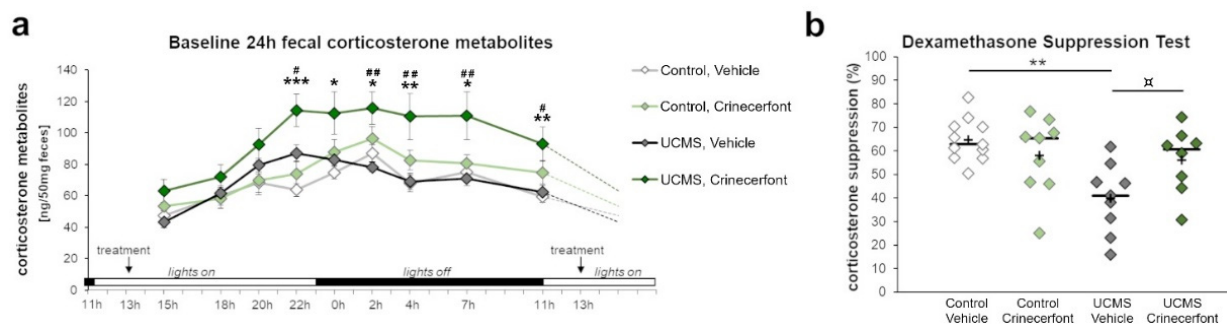 a
Baseline 24h fecal corticosterone metabolites
corticosterone metabolites
[ng/50mg feces]
140
120
100
80
60
40
20
0
#
***
*
##
*
##
**
##
*
#
**
treatment
lights on
lights off
treatment
lights on
11h 13h 15h 18h 20h 22h 0h 2h 4h 7h 11h 13h
Control, Vehicle
Control, Crinecerfont
UCMS, Vehicle
UCMS, Crinecerfont
b
Dexamethasone Suppression Test
corticosterone suppression (%)
100
90
80
70
60
50
40
30
20
10
0
**
¤
Control Control UCMS UCMS
Vehicle Crinecerfont Vehicle Crinecerfont